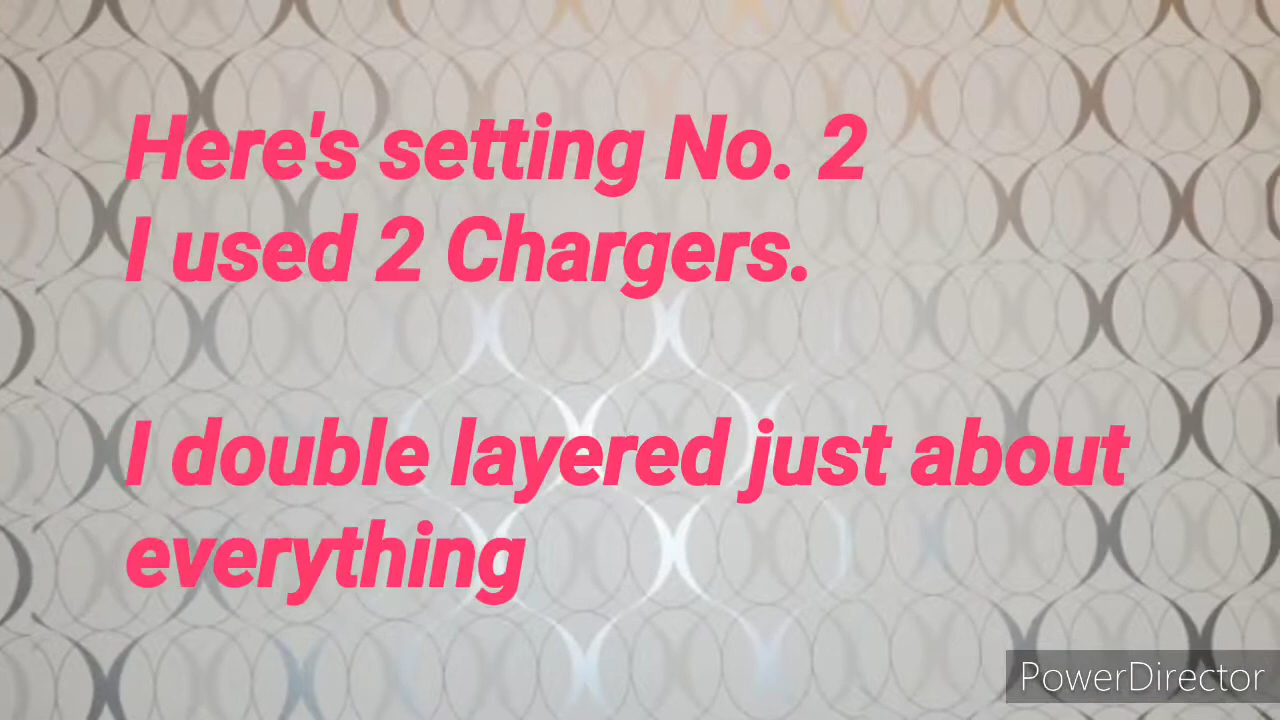 Here's setting No. 2
I used 2 Chargers.
I double layered just about
everything
PowerDirector